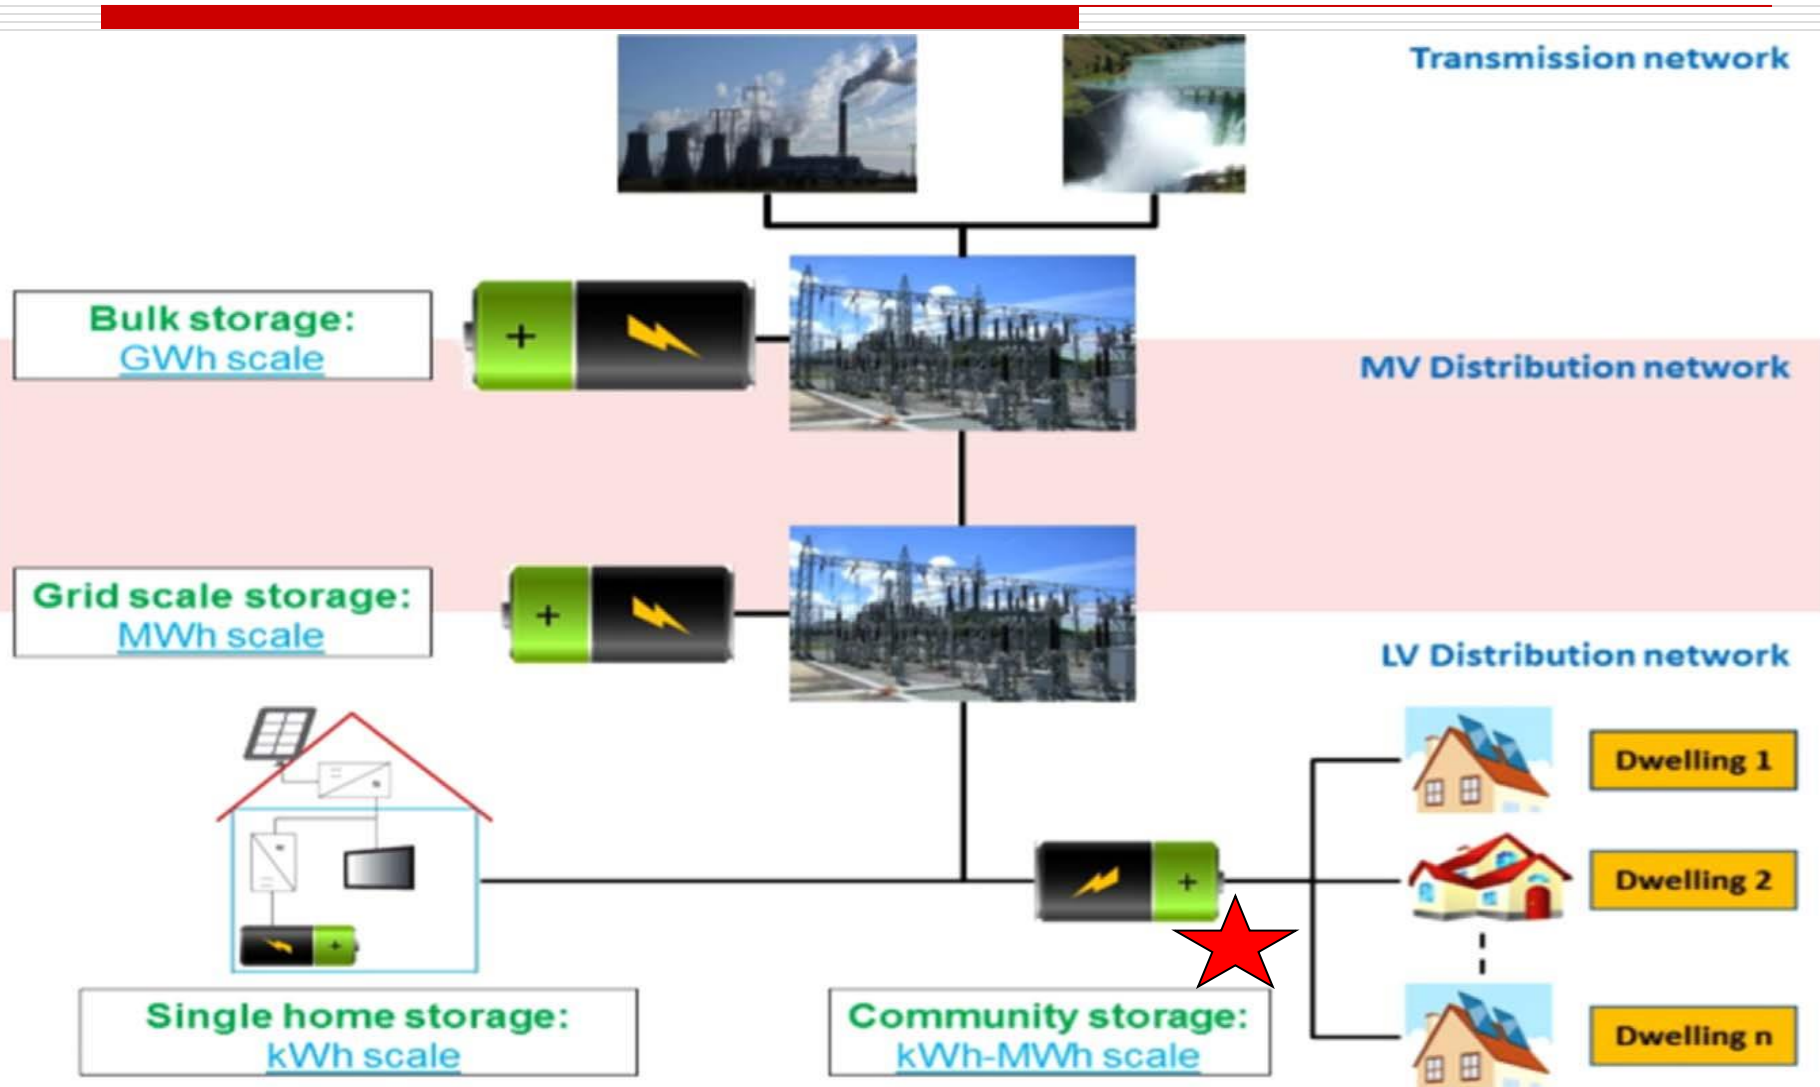 Transmission network
Bulk storage:
GWh scale
MV Distribution network
Grid scale storage:
MWh scale
LV Distribution network
Dwelling 1
Dwelling 2
Dwelling n
Single home storage:
kWh scale
Community storage:
kWh-MWh scale